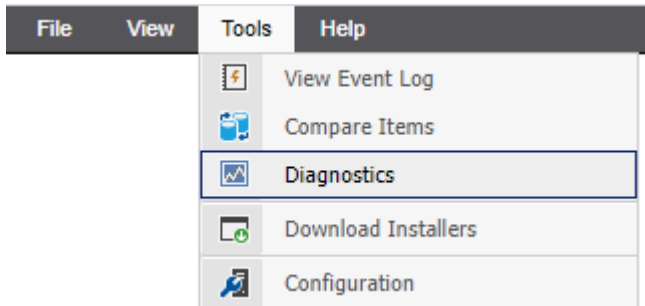 File View Tools Help
View Event Log
Compare Items
Diagnostics
Download Installers
Configuration